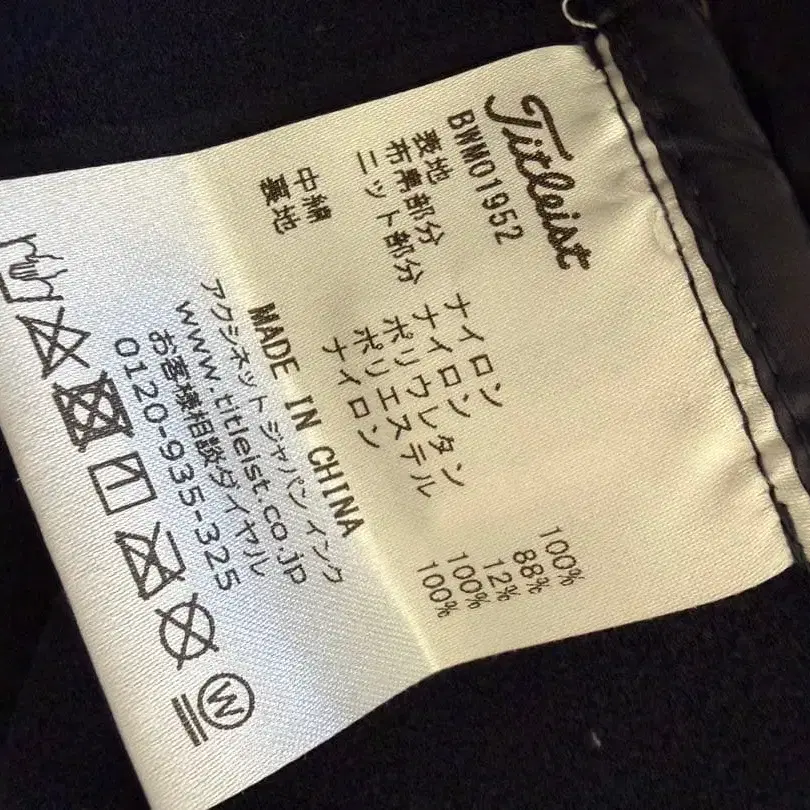 Titleist
BWM01952
表地
布帛部分 ナイロン 100%
ニット部分 ナイロン 88%
ポリウレタン 12%
中綿 ポリエステル 100%
裏地 ナイロン 100%
MADE IN CHINA
アクシネット ジャパン インク
www.titleist.co.jp
お客様相談ダイヤル
0120-935-325
W